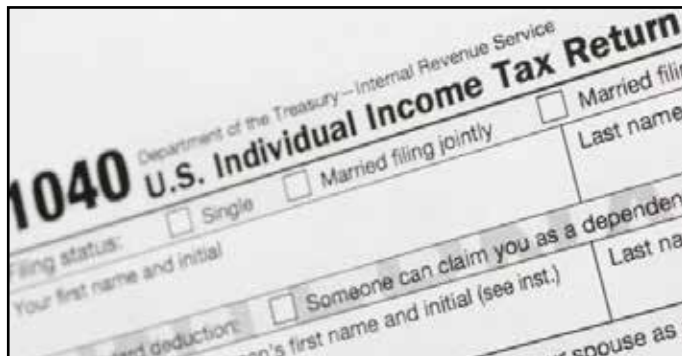 1040 Department of the Treasury—Internal Revenue Service
U.S. Individual Income Tax Return
Filing status: Single Married filing jointly Married
Your first name and initial Last name
deduction: Someone can claim you as a
first name and initial (see inst.) Last
spouse as